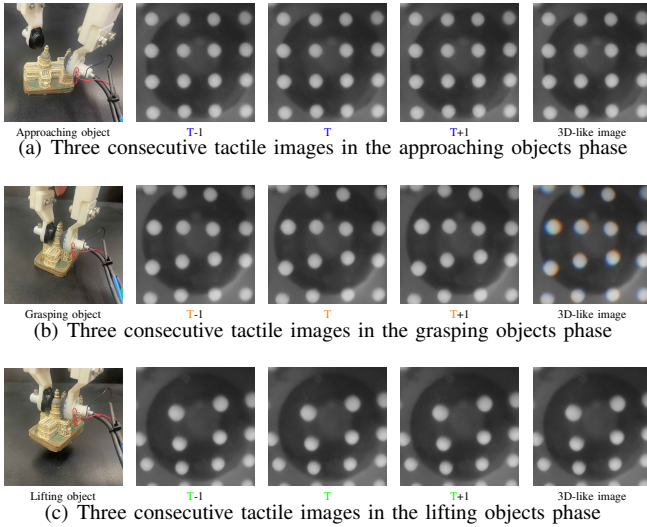 Approaching object T-1 T T+1 3D-like image
(a) Three consecutive tactile images in the approaching objects phase
Grasping object T-1 T T+1 3D-like image
(b) Three consecutive tactile images in the grasping objects phase
Lifting object T-1 T T+1 3D-like image
(c) Three consecutive tactile images in the lifting objects phase